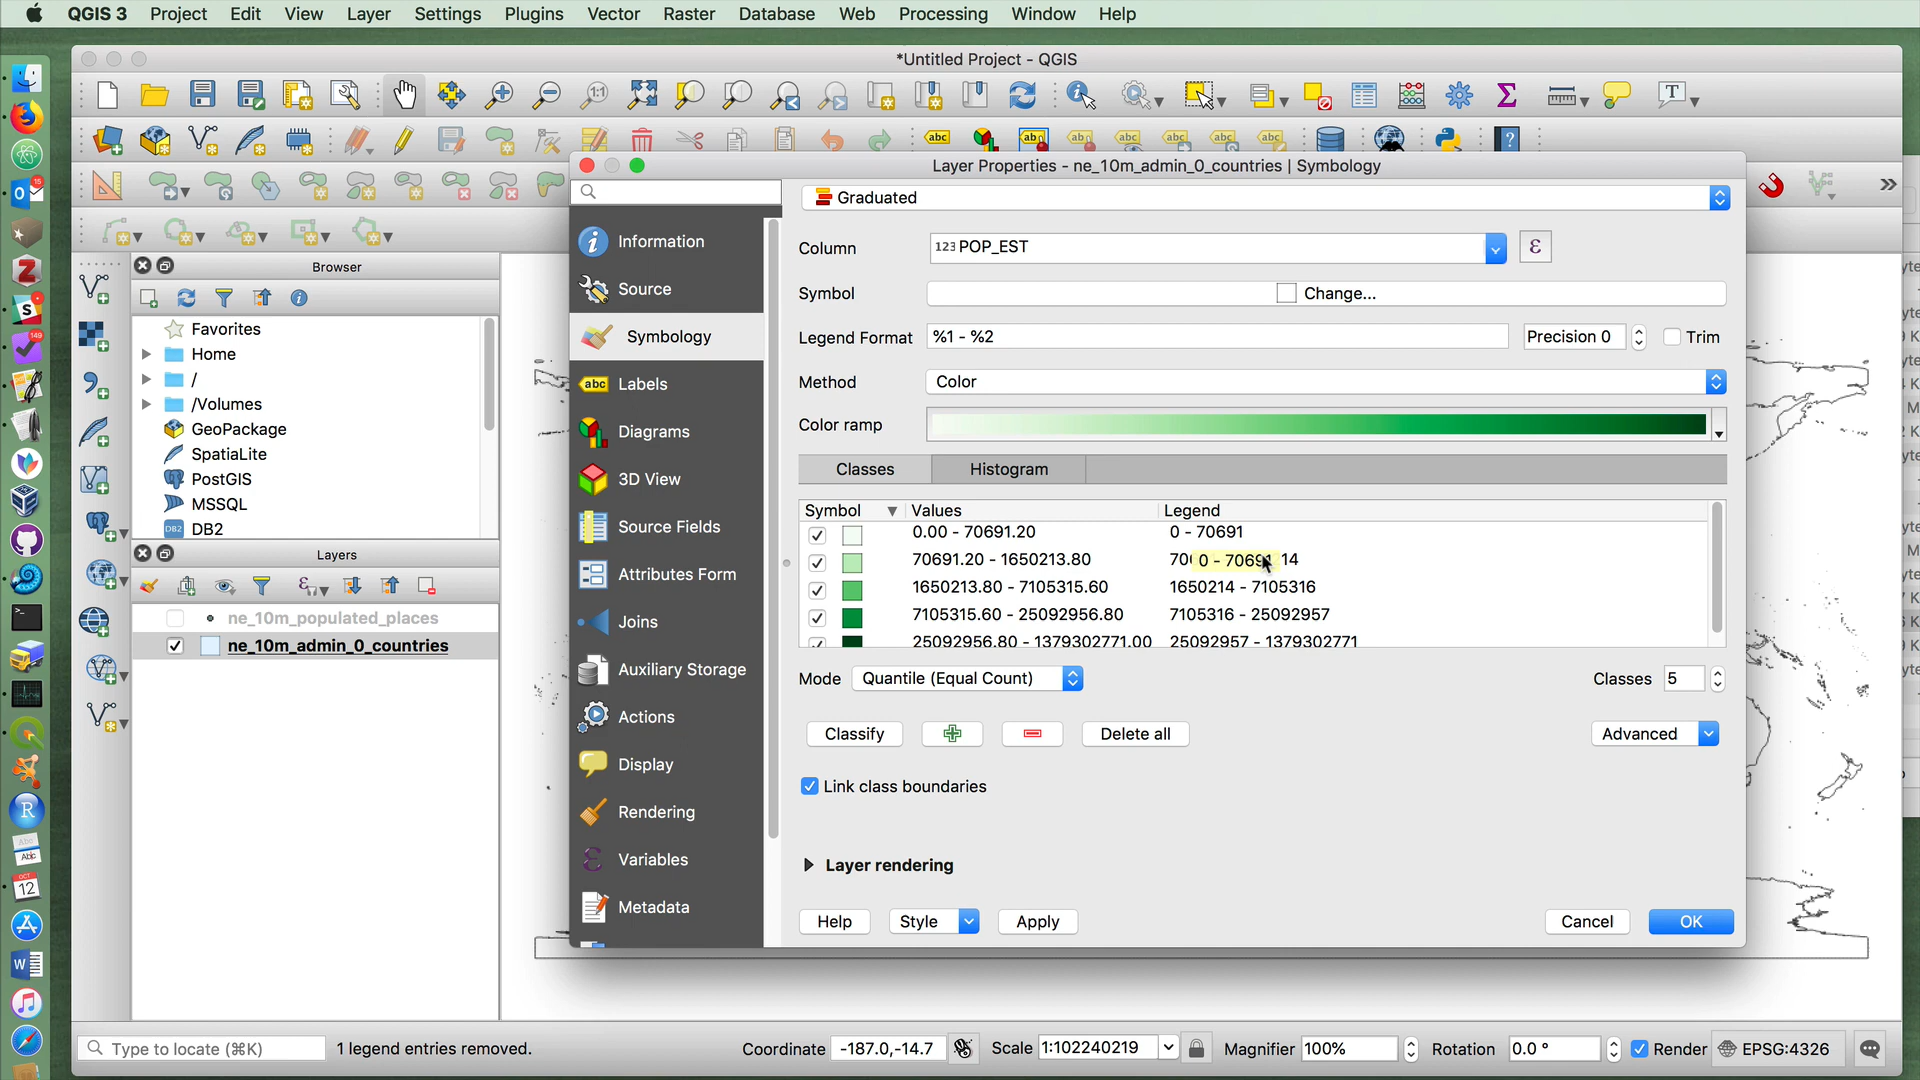 QGIS 3 Project Edit View Layer Settings Plugins Vector Raster Database Web Processing Window Help
*Untitled Project - QGIS
Layer Properties - ne_10m_admin_0_countries | Symbology
Browser
Favorites
Home
/
/Volumes
GeoPackage
SpatiaLite
PostGIS
MSSQL
DB2
Layers
ne_10m_populated_places
ne_10m_admin_0_countries
Information
Source
Symbology
Labels
Diagrams
3D View
Source Fields
Attributes Form
Joins
Auxiliary Storage
Actions
Display
Rendering
Variables
Metadata
Graduated
Column 123 POP_EST ε
Symbol Change...
Legend Format %1 - %2 Precision 0 Trim
Method Color
Color ramp
Classes Histogram
Symbol Values Legend
0.00 - 70691.20 0 - 70691
70691.20 - 1650213.80 14
0 - 70691
1650213.80 - 7105315.60 1650214 - 7105316
7105315.60 - 25092956.80 7105316 - 25092957
25092956.80 - 1379302771.00 25092957 - 1379302771
Mode Quantile (Equal Count) Classes 5
Classify Delete all Advanced
Link class boundaries
Layer rendering
Help Style Apply Cancel OK
Type to locate (⌘K) 1 legend entries removed. Coordinate -187.0,-14.7 Scale 1:102240219 Magnifier 100% Rotation 0.0 ° Render EPSG:4326